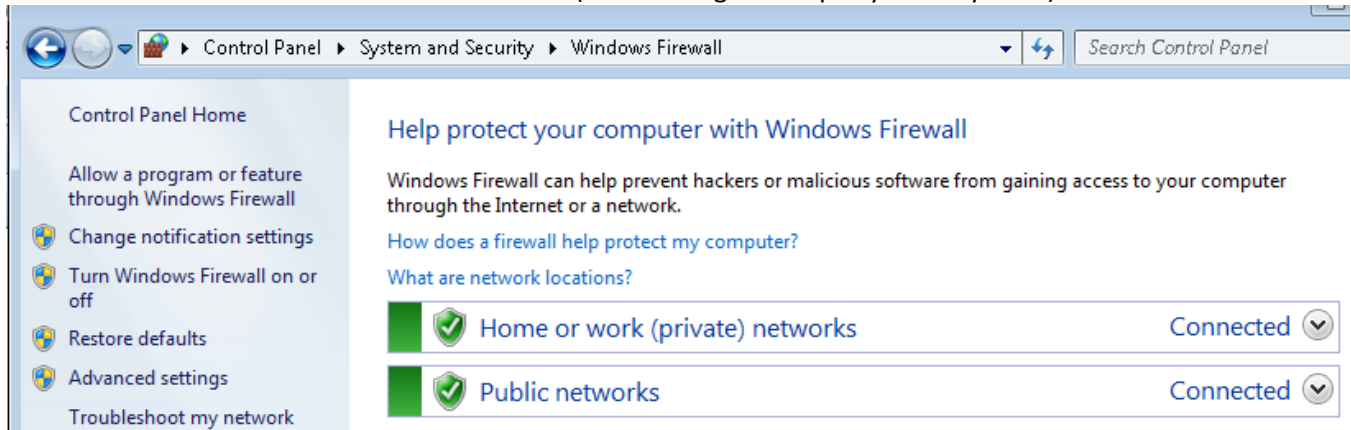 Control Panel ▸ System and Security ▸ Windows Firewall
Search Control Panel
Control Panel Home
Allow a program or feature
through Windows Firewall
Change notification settings
Turn Windows Firewall on or
off
Restore defaults
Advanced settings
Troubleshoot my network
Help protect your computer with Windows Firewall
Windows Firewall can help prevent hackers or malicious software from gaining access to your computer
through the Internet or a network.
How does a firewall help protect my computer?
What are network locations?
Home or work (private) networks Connected
Public networks Connected